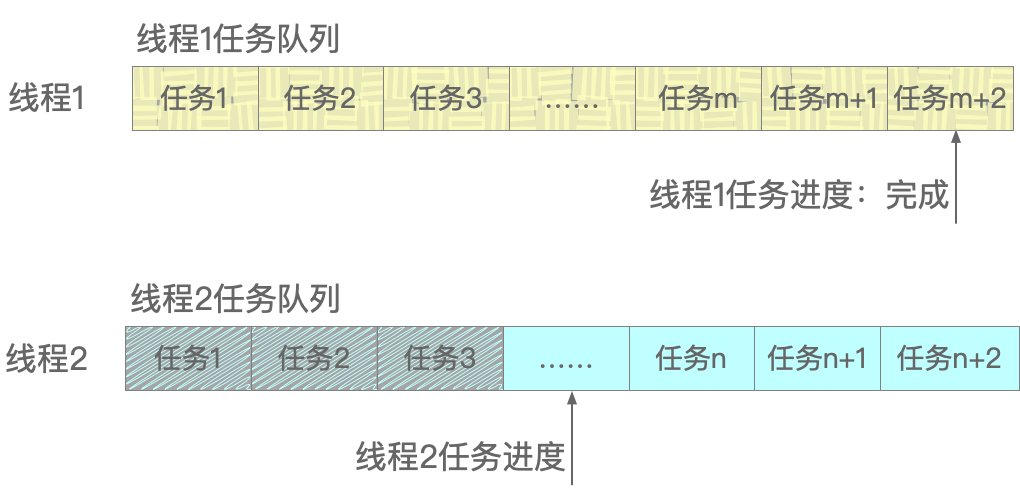 线程1任务队列
线程1 任务1 任务2 任务3 …… 任务m 任务m+1 任务m+2
线程1任务进度：完成
线程2任务队列
线程2 任务1 任务2 任务3 …… 任务n 任务n+1 任务n+2
线程2任务进度